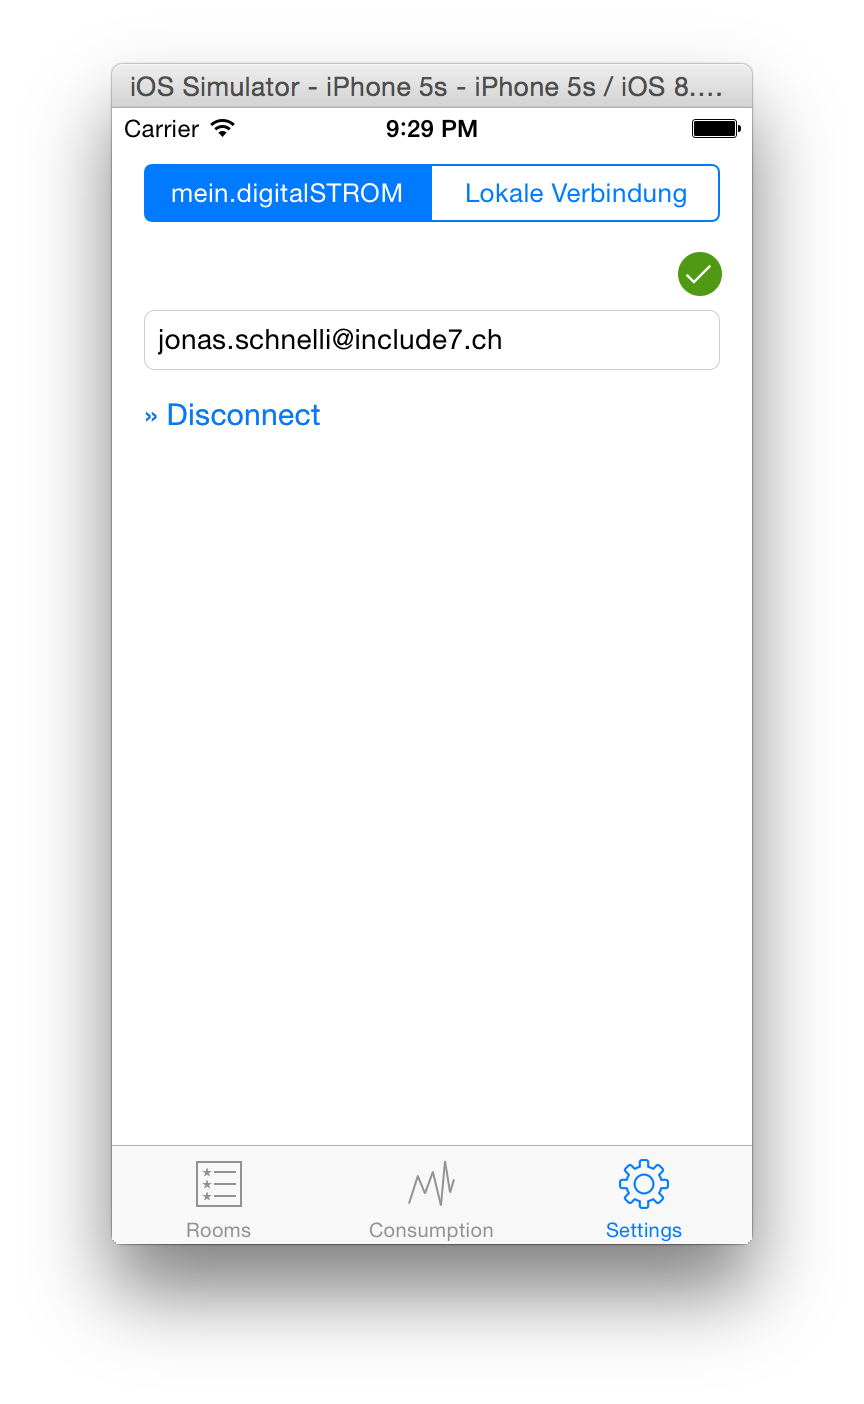 iOS Simulator - iPhone 5s - iPhone 5s / iOS 8....
Carrier 9:29 PM
mein.digitalSTROM Lokale Verbindung
jonas.schnelli@include7.ch
» Disconnect
Rooms Consumption Settings